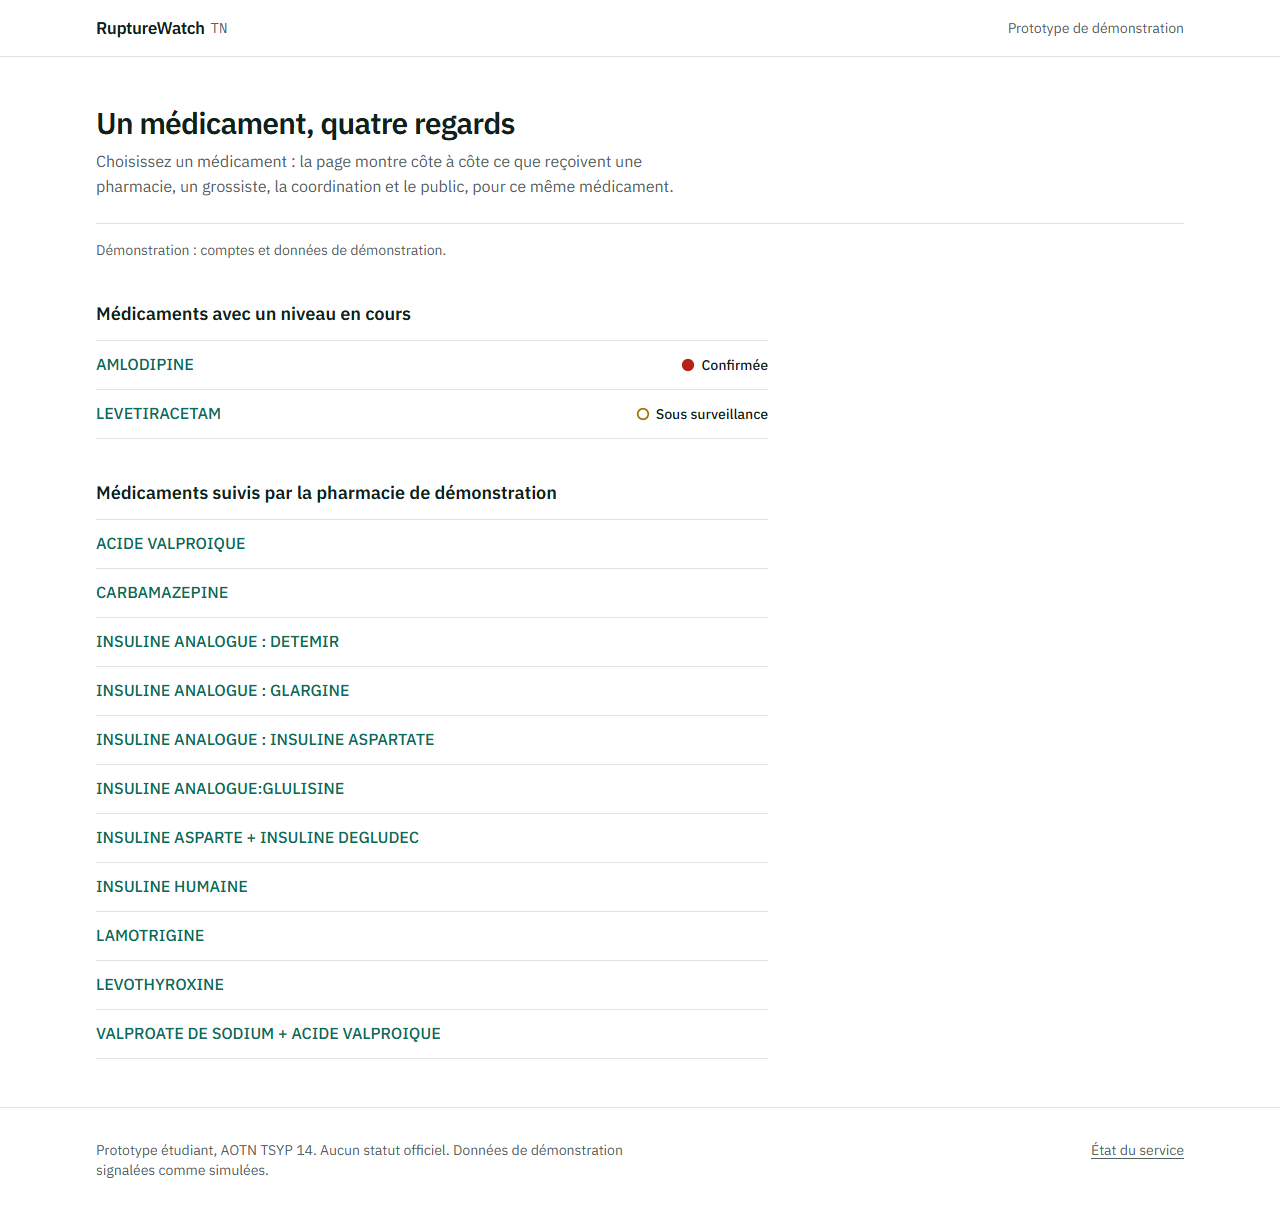 RuptureWatch TN
Prototype de démonstration
Un médicament, quatre regards
Choisissez un médicament : la page montre côte à côte ce que reçoivent une
pharmacie, un grossiste, la coordination et le public, pour ce même médicament.
Démonstration : comptes et données de démonstration.
Médicaments avec un niveau en cours
AMLODIPINE
Confirmée
LEVETIRACETAM
Sous surveillance
Médicaments suivis par la pharmacie de démonstration
ACIDE VALPROIQUE
CARBAMAZEPINE
INSULINE ANALOGUE : DETEMIR
INSULINE ANALOGUE : GLARGINE
INSULINE ANALOGUE : INSULINE ASPARTATE
INSULINE ANALOGUE:GLULISINE
INSULINE ASPARTE + INSULINE DEGLUDEC
INSULINE HUMAINE
LAMOTRIGINE
LEVOTHYROXINE
VALPROATE DE SODIUM + ACIDE VALPROIQUE
Prototype étudiant, AOTN TSYP 14. Aucun statut officiel. Données de démonstration
signalées comme simulées.
État du service